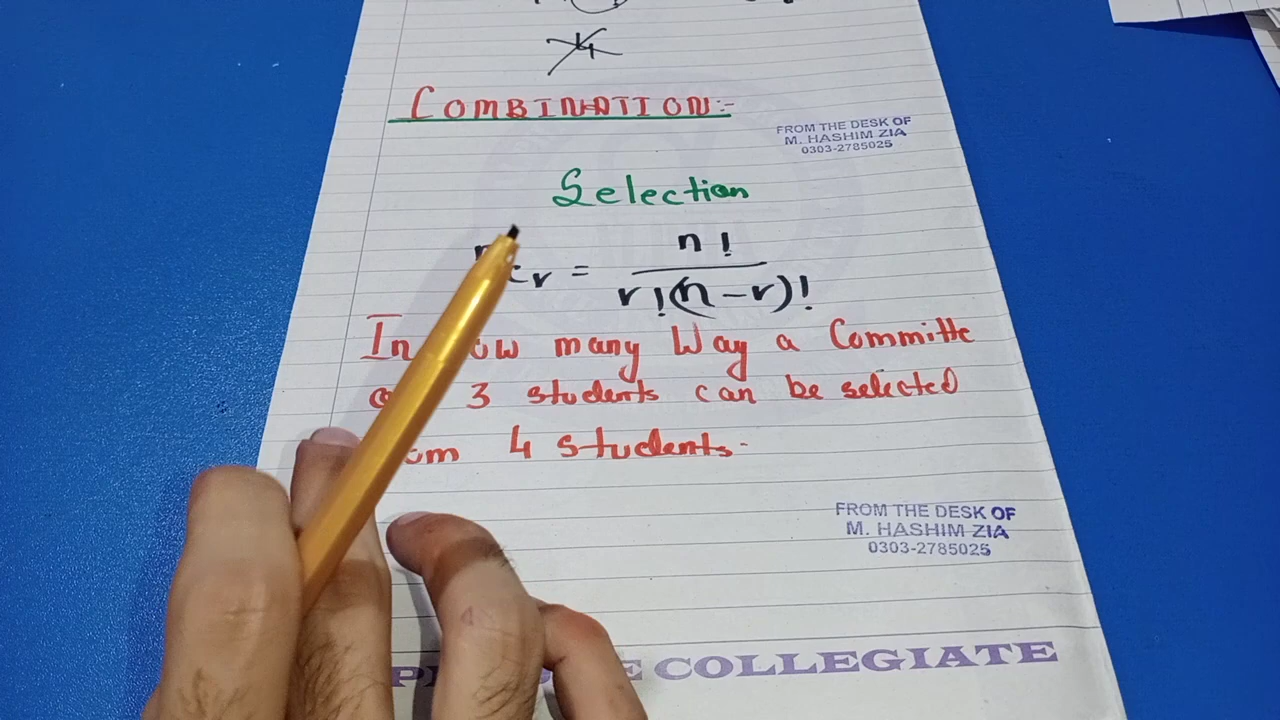 COMBINATION:-
FROM THE DESK OF
M. HASHIM ZIA
0303-2785025
Selection
n! 
r = 
r!(n-r)!
In many Way a Committe
3 students can be selected
4 students.
FROM THE DESK OF
M. HASHIM ZIA
0303-2785025
COLLEGIATE